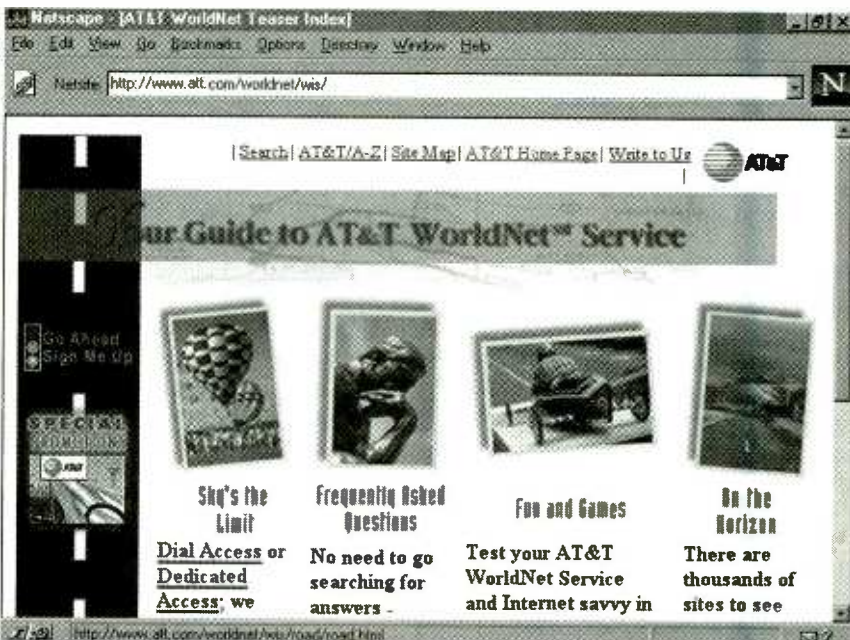 Netscape - [AT&T WorldNet Teaser Index]
File Edit View Go Bookmarks Options Directory Window Help
Netsite: http://www.att.com/worldnet/wis/
N
| Search | AT&T/A-Z | Site Map | AT&T Home Page | Write to Us |
AT&T
Your Guide to AT&T WorldNet℠ Service
Go Ahead
Sign Me Up
SPECIAL
AT&T
Sky's the
Limit
Dial Access or
Dedicated
Access; we
Frequently Asked
Questions
No need to go
searching for
answers -
Fun and Games
Test your AT&T
WorldNet Service
and Internet savvy in
On the
Horizon
There are
thousands of
sites to see
http://www.att.com/worldnet/wis/road/road.html